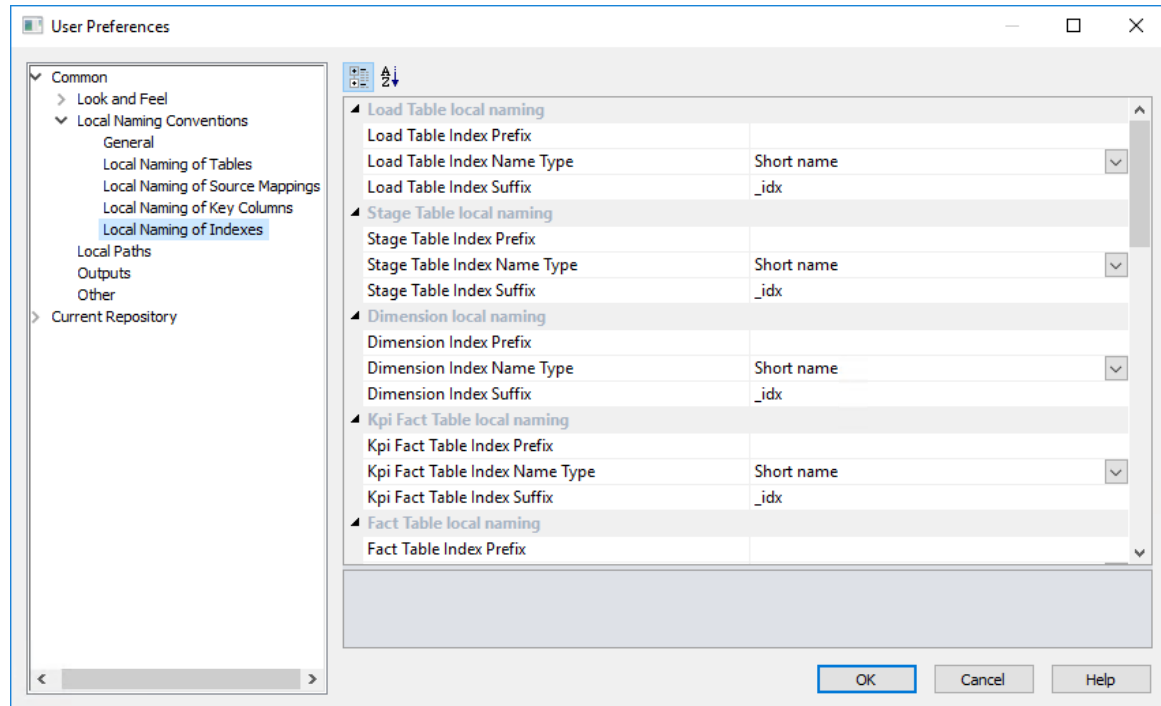 User Preferences
Common
Look and Feel
Local Naming Conventions
General
Local Naming of Tables
Local Naming of Source Mappings
Local Naming of Key Columns
Local Naming of Indexes
Local Paths
Outputs
Other
Current Repository
Load Table local naming
Load Table Index Prefix
Load Table Index Name Type Short name
Load Table Index Suffix _idx
Stage Table local naming
Stage Table Index Prefix
Stage Table Index Name Type Short name
Stage Table Index Suffix _idx
Dimension local naming
Dimension Index Prefix
Dimension Index Name Type Short name
Dimension Index Suffix _idx
Kpi Fact Table local naming
Kpi Fact Table Index Prefix
Kpi Fact Table Index Name Type Short name
Kpi Fact Table Index Suffix _idx
Fact Table local naming
Fact Table Index Prefix
OK Cancel Help